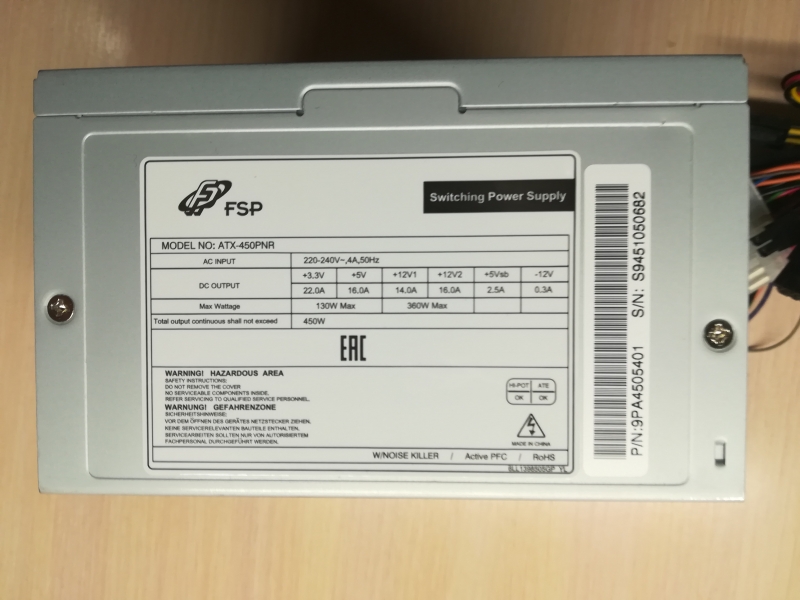 FSP
Switching Power Supply
MODEL NO: ATX-450PNR
AC INPUT 220-240V~,4A,50Hz
DC OUTPUT +3.3V +5V +12V1 +12V2 +5Vsb -12V
22.0A 16.0A 14.0A 16.0A 2.5A 0.3A
Max Wattage 130W Max 360W Max
Total output continuous shall not exceed 450W
EAC
WARNING! HAZARDOUS AREA
SAFETY INSTRUCTIONS:
DO NOT REMOVE THE COVER
NO SERVICEABLE COMPONENTS INSIDE,
REFER SERVICING TO QUALIFIED SERVICE PERSONNEL.
WARNUNG! GEFAHRENZONE
SICHERHEITSHINWEISE:
VOR DEM ÖFFNEN DES GERÄTES NETZSTECKER ZIEHEN,
KEINE SERVICERELEVANTEN BAUTEILE ENTHALTEN,
SERVICEARBEITEN SOLLTEN NUR VON AUTORISIERTEM
FACHPERSONAL DURCHGEFÜHRT WERDEN.
HI-POT ATE
OK OK
MADE IN CHINA
W/NOISE KILLER / Active PFC / RoHS
P/N:9PA4505401 S/N: S9451050682